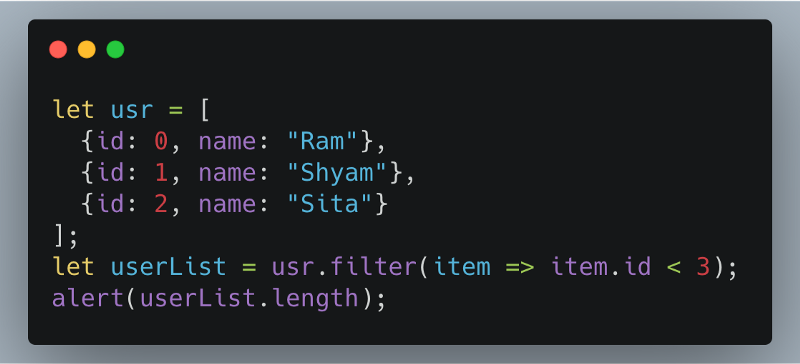 let usr = [
  {id: 0, name: "Ram"},
  {id: 1, name: "Shyam"},
  {id: 2, name: "Sita"}
];
let userList = usr.filter(item => item.id < 3);
alert(userList.length);